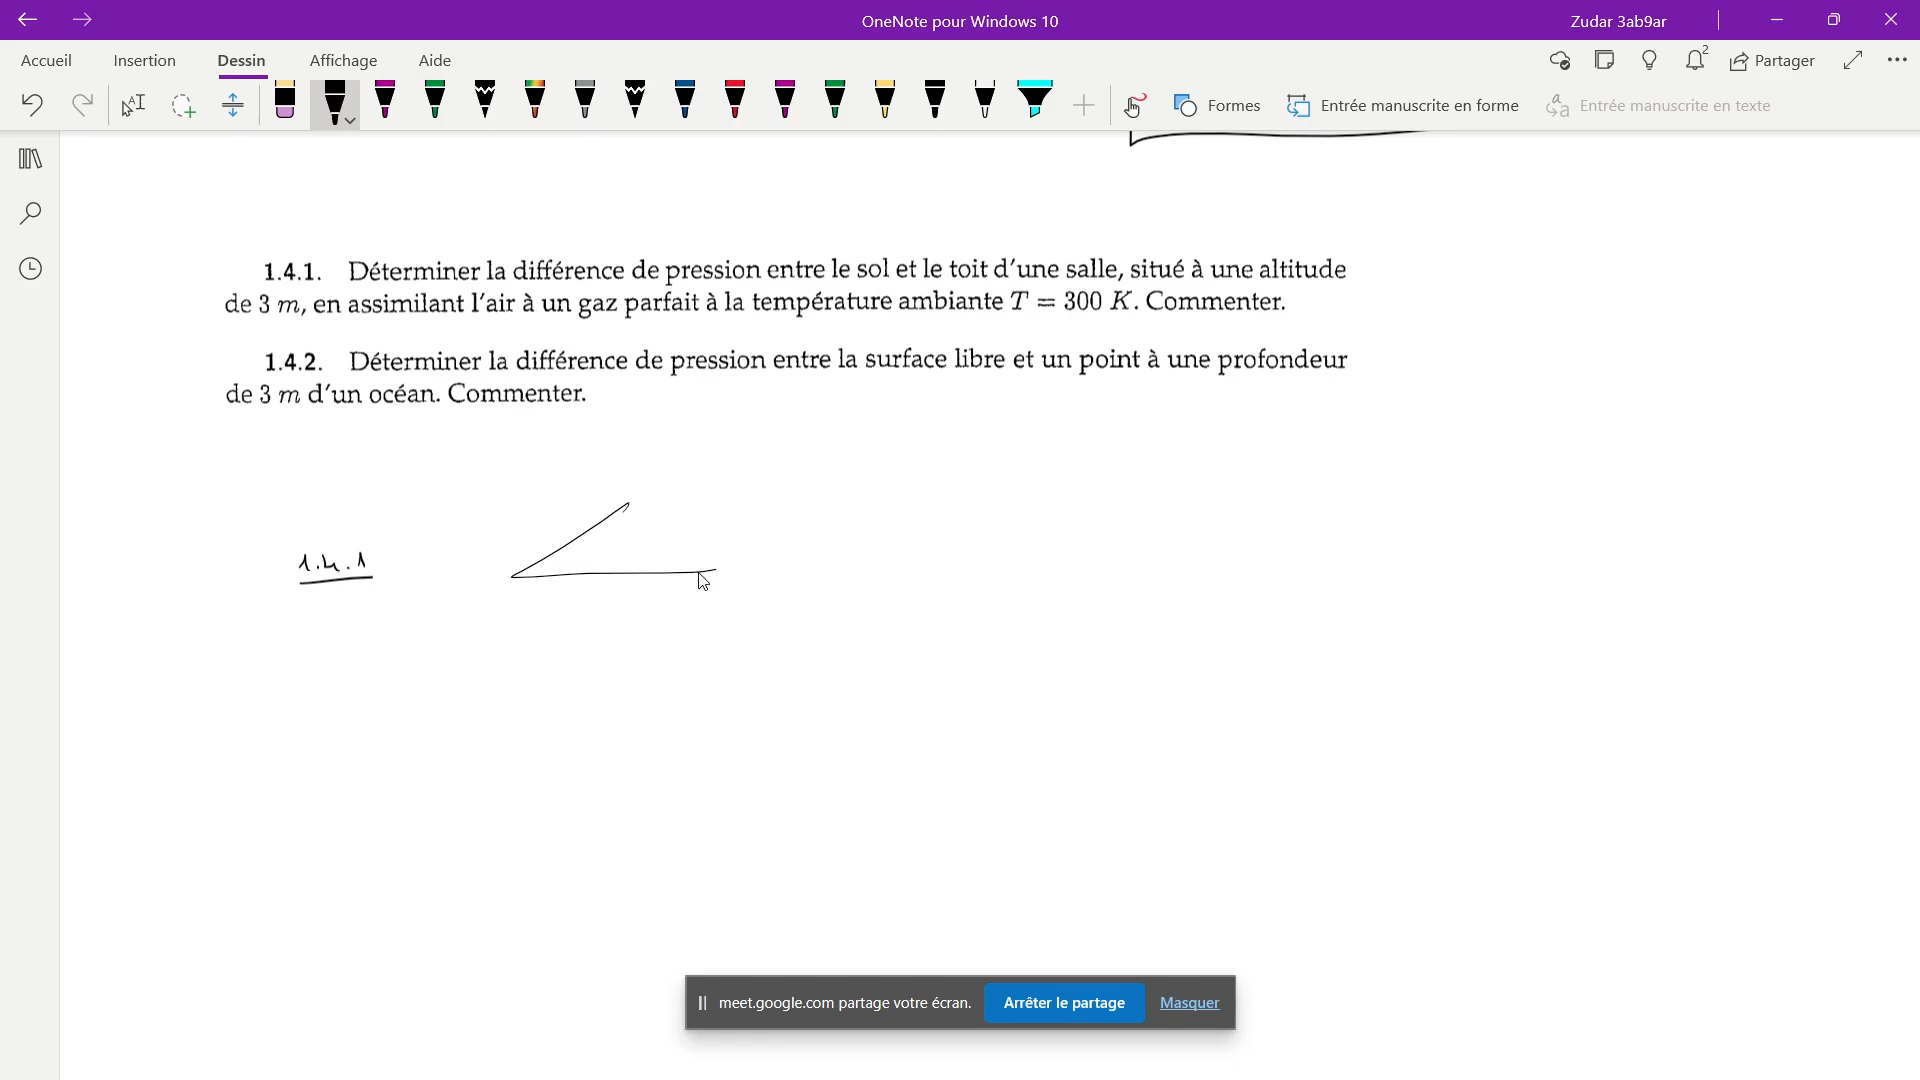 OneNote pour Windows 10
Zudar 3ab9ar
Accueil Insertion Dessin Affichage Aide
2 Partager
Formes Entrée manuscrite en forme Entrée manuscrite en texte
1.4.1. Déterminer la différence de pression entre le sol et le toit d'une salle, situé à une altitude
de 3 m, en assimilant l'air à un gaz parfait à la température ambiante T = 300 K. Commenter.
1.4.2. Déterminer la différence de pression entre la surface libre et un point à une profondeur
de 3 m d'un océan. Commenter.
1.4.1
meet.google.com partage votre écran. Arrêter le partage Masquer